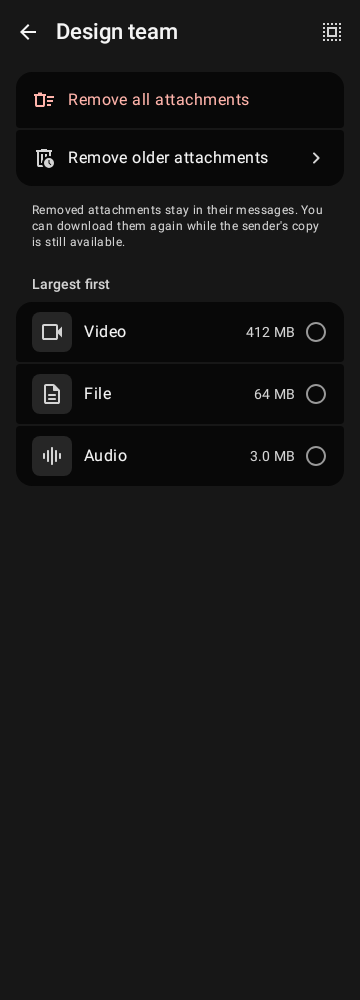 Design team
Remove all attachments
Remove older attachments
Removed attachments stay in their messages. You
can download them again while the sender's copy
is still available.
Largest first
Video 412 MB
File 64 MB
Audio 3.0 MB